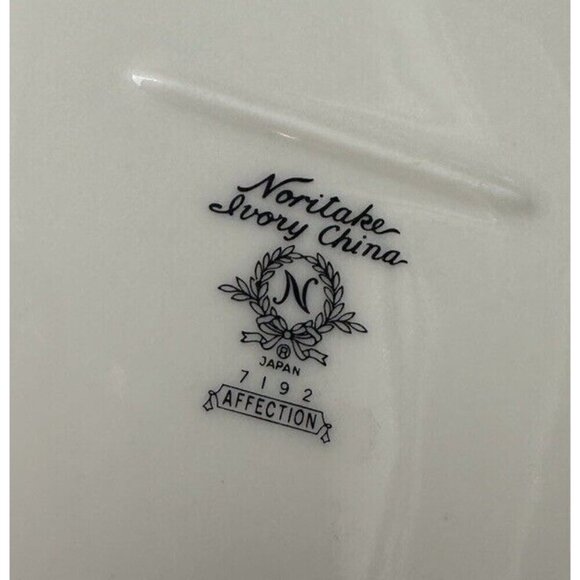 Noritake
Ivory China
N
®
JAPAN
7192
AFFECTION